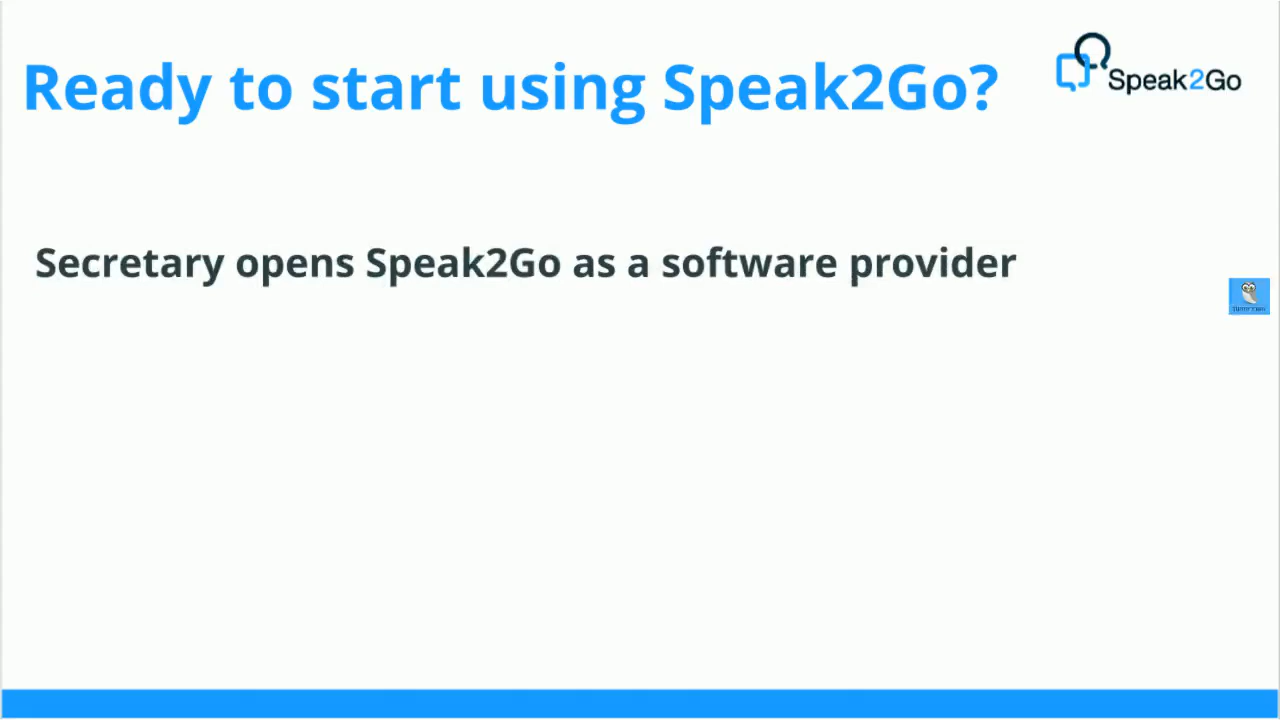 Ready to start using Speak2Go?
Speak2Go
Secretary opens Speak2Go as a software provider